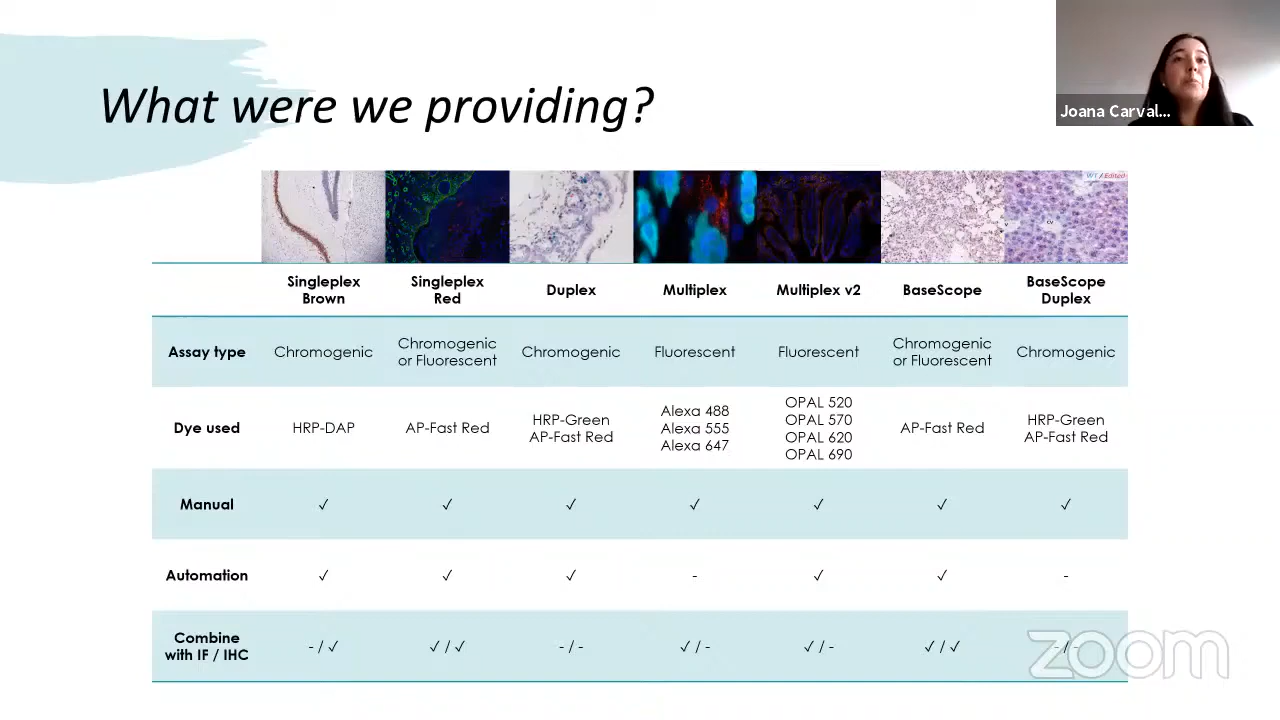 What were we providing?
Joana Carval...
WT / Edited
CV
Singleplex Brown
Singleplex Red
Duplex
Multiplex
Multiplex v2
BaseScope
BaseScope Duplex
Assay type
Chromogenic
Chromogenic or Fluorescent
Chromogenic
Fluorescent
Fluorescent
Chromogenic or Fluorescent
Chromogenic
Dye used
HRP-DAP
AP-Fast Red
HRP-Green
AP-Fast Red
Alexa 488
Alexa 555
Alexa 647
OPAL 520
OPAL 570
OPAL 620
OPAL 690
AP-Fast Red
HRP-Green
AP-Fast Red
Manual
✓ ✓ ✓ ✓ ✓ ✓ ✓
Automation
✓ ✓ ✓ - ✓ ✓ -
Combine
with IF / IHC
- / ✓ ✓ / ✓ - / - ✓ / - ✓ / - ✓ / ✓ - / -
zoom